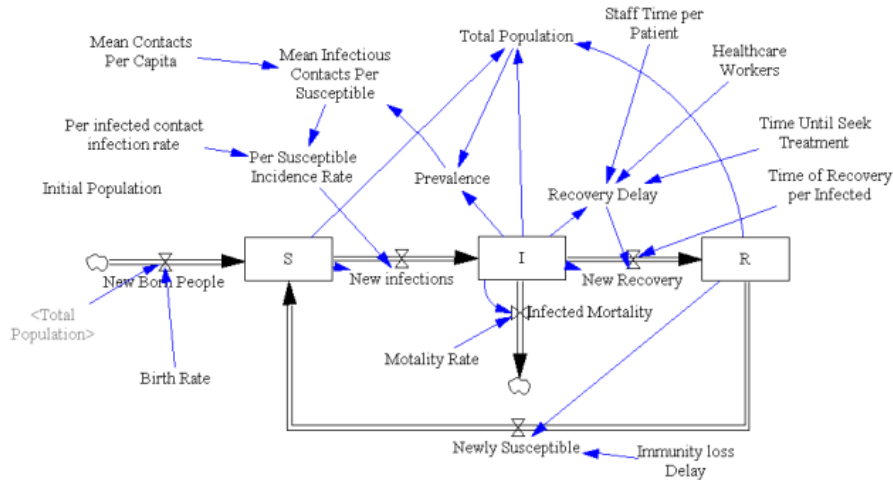 Mean Contacts
Per Capita
Mean Infectious
Contacts Per
Susceptible
Total Population
Staff Time per
Patient
Healthcare
Workers
Per infected contact
infection rate
Per Susceptible
Incidence Rate
Prevalence
Recovery Delay
Time Until Seek
Treatment
Time of Recovery
per Infected
Initial Population
S
I
R
New Born People
New infections
New Recovery
<Total
Population>
Infected Mortality
Motality Rate
Birth Rate
Newly Susceptible
Immunity loss
Delay